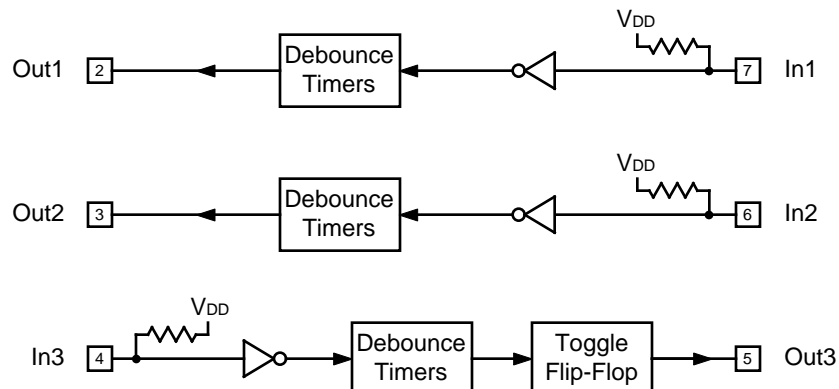 VDD
Out1 2 Debounce Timers 7 In1
VDD
Out2 3 Debounce Timers 6 In2
VDD
In3 4 Debounce Timers Toggle Flip-Flop 5 Out3